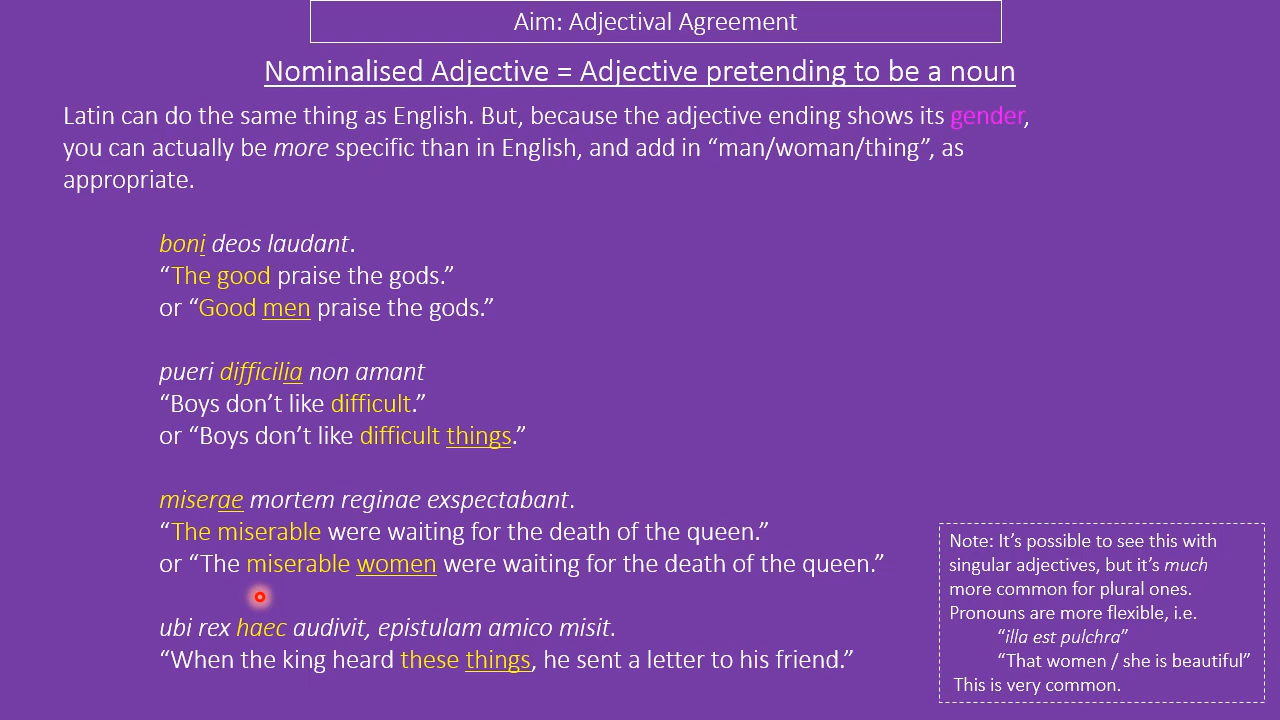 Aim: Adjectival Agreement
Nominalised Adjective = Adjective pretending to be a noun
Latin can do the same thing as English. But, because the adjective ending shows its gender,
you can actually be more specific than in English, and add in “man/woman/thing”, as
appropriate.
boni deos laudant.
“The good praise the gods.”
or “Good men praise the gods.”
pueri difficilia non amant
“Boys don’t like difficult.”
or “Boys don’t like difficult things.”
miserae mortem reginae exspectabant.
“The miserable were waiting for the death of the queen.”
or “The miserable women were waiting for the death of the queen.”
ubi rex haec audivit, epistulam amico misit.
“When the king heard these things, he sent a letter to his friend.”
Note: It’s possible to see this with
singular adjectives, but it’s much
more common for plural ones.
Pronouns are more flexible, i.e.
“illa est pulchra”
“That women / she is beautiful”
This is very common.